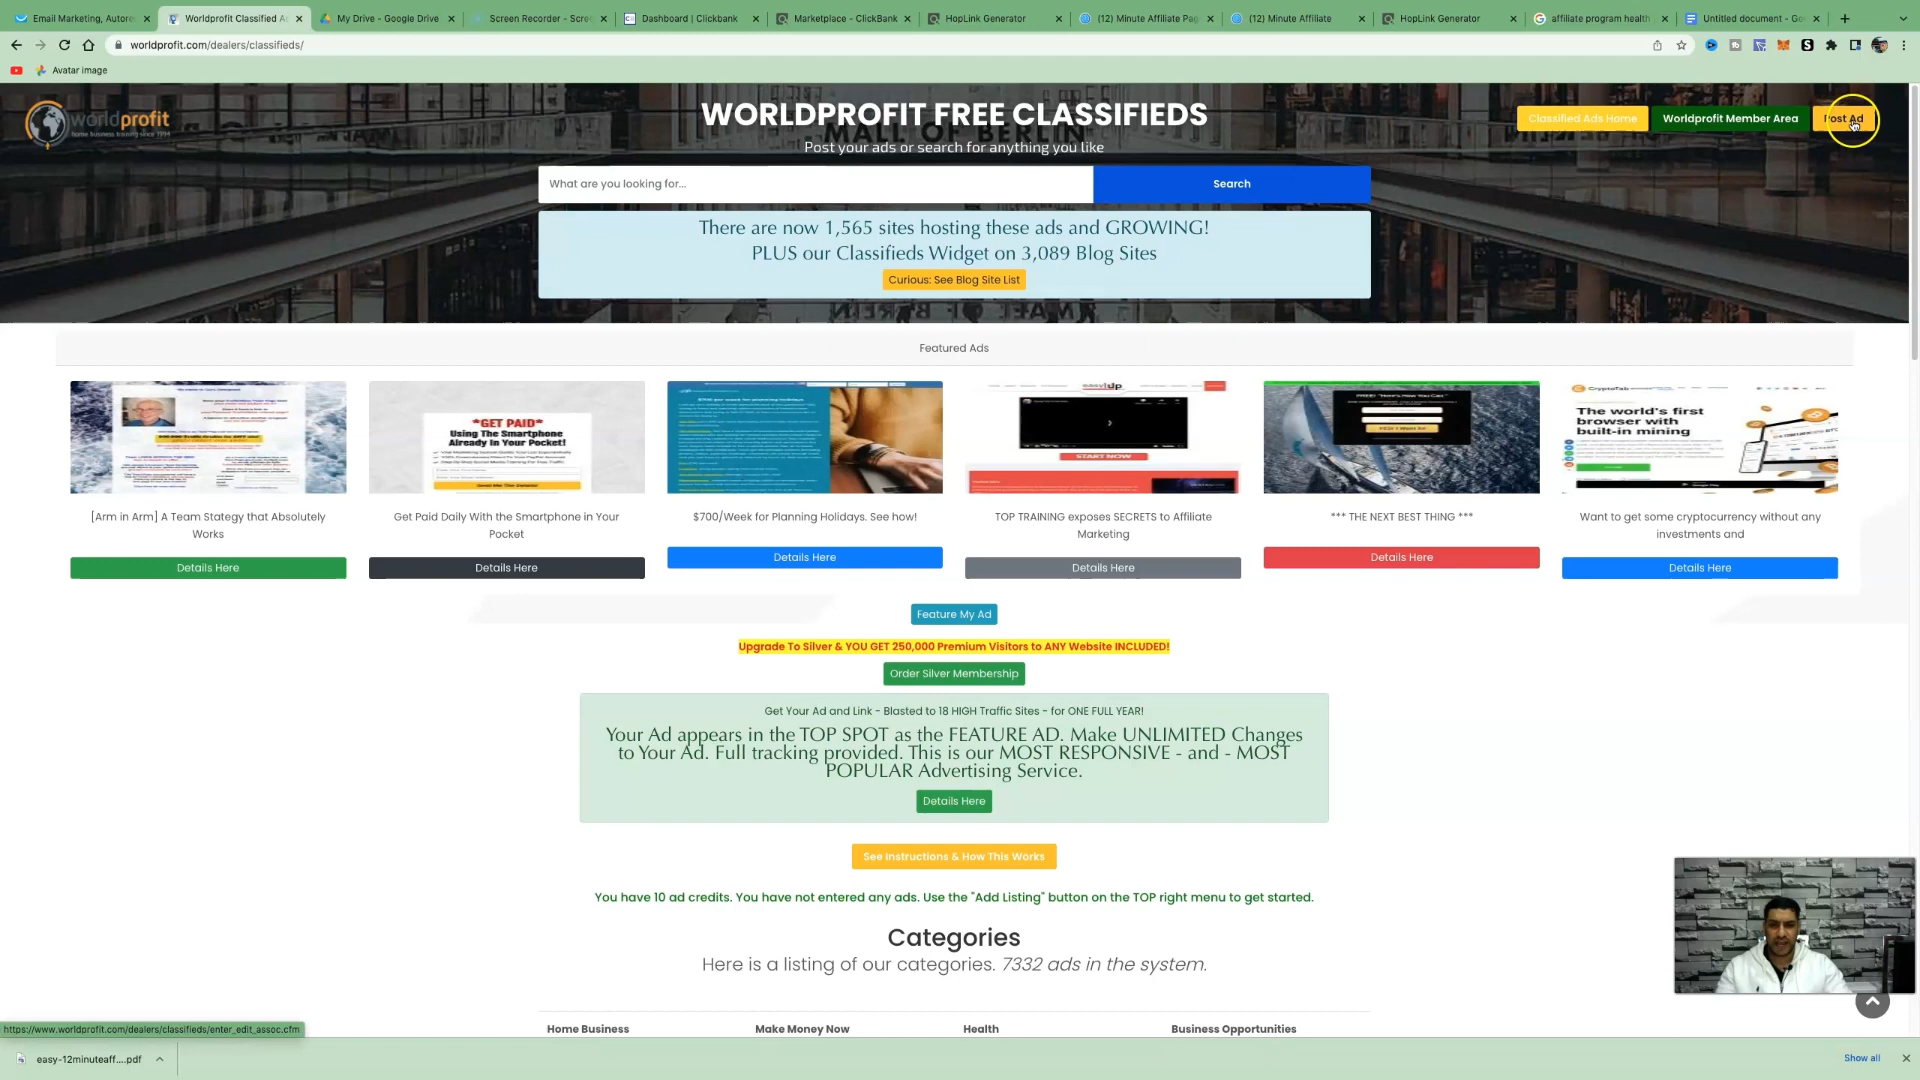 Email Marketing, Autore
Worldprofit Classified A
My Drive - Google Drive
Screen Recorder - Scre
Dashboard | Clickbank
Marketplace - ClickBank
HopLink Generator
(12) Minute Affiliate Pag
(12) Minute Affiliate
HopLink Generator
affiliate program health
Untitled document - Go
worldprofit.com/dealers/classifieds/
Avatar image
worldprofit
home business training since 1994
WORLDPROFIT FREE CLASSIFIEDS
MALL OF BERLIN
Post your ads or search for anything you like
Classified Ads Home
Worldprofit Member Area
Post Ad
What are you looking for...
Search
There are now 1,565 sites hosting these ads and GROWING!
PLUS our Classifieds Widget on 3,089 Blog Sites
Curious: See Blog Site List
Featured Ads
*GET PAID*
Using The Smartphone
Already In Your Pocket!
START NOW
CryptoTab
The world's first
browser with
built-in mining
[Arm in Arm] A Team Stategy that Absolutely
Works
Get Paid Daily With the Smartphone in Your
Pocket
$700/Week for Planning Holidays. See how!
TOP TRAINING exposes SECRETS to Affiliate
Marketing
*** THE NEXT BEST THING ***
Want to get some cryptocurrency without any
investments and
Details Here
Details Here
Details Here
Details Here
Details Here
Details Here
Feature My Ad
Upgrade To Silver & YOU GET 250,000 Premium Visitors to ANY Website INCLUDED!
Order Silver Membership
Get Your Ad and Link - Blasted to 18 HIGH Traffic Sites - for ONE FULL YEAR!
Your Ad appears in the TOP SPOT as the FEATURE AD. Make UNLIMITED Changes
to Your Ad. Full tracking provided. This is our MOST RESPONSIVE - and - MOST
POPULAR Advertising Service.
Details Here
See Instructions & How This Works
You have 10 ad credits. You have not entered any ads. Use the "Add Listing" button on the TOP right menu to get started.
Categories
Here is a listing of our categories. 7332 ads in the system.
Home Business
Make Money Now
Health
Business Opportunities
https://www.worldprofit.com/dealers/classifieds/enter_edit_assoc.cfm
easy-12minuteaff....pdf
Show all